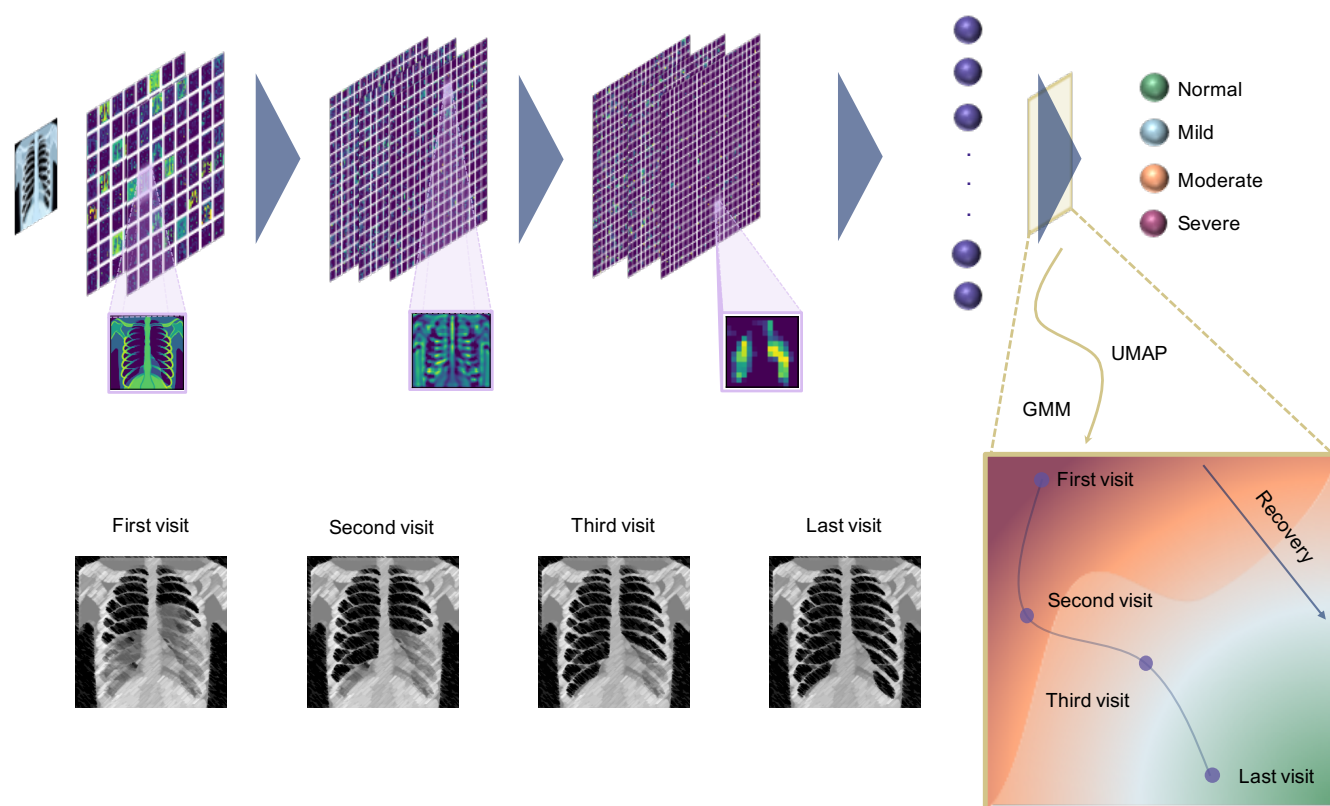 Normal
Mild
Moderate
Severe
UMAP
GMM
First visit
Second visit
Third visit
Last visit
First visit
Recovery
Second visit
Third visit
Last visit